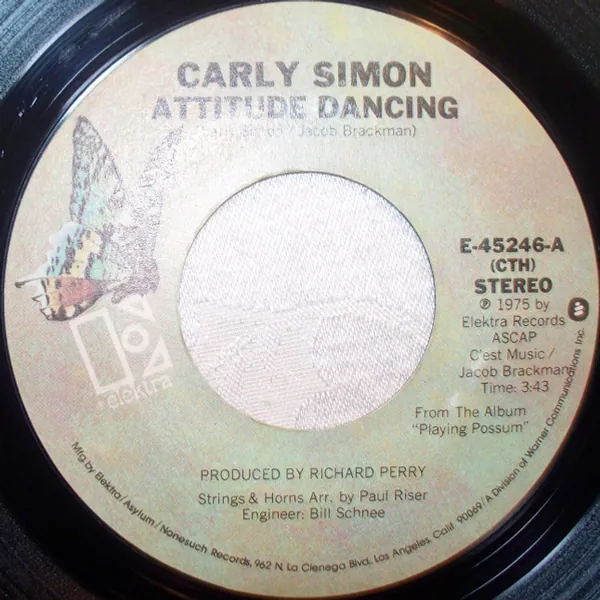 CARLY SIMON
ATTITUDE DANCING
(Carly Simon / Jacob Brackman)
E-45246-A
(CTH)
STEREO
℗ 1975 by
Elektra Records
ASCAP
C'est Music /
Jacob Brackman
Time: 3:43
From The Album
"Playing Possum"
elektra
PRODUCED BY RICHARD PERRY
Strings & Horns Arr. by Paul Riser
Engineer: Bill Schnee
Mfg. by Elektra/Asylum/Nonesuch Records, 962 N. La Cienega Blvd., Los Angeles, Calif. 90069/A Division of Warner Communications Inc.